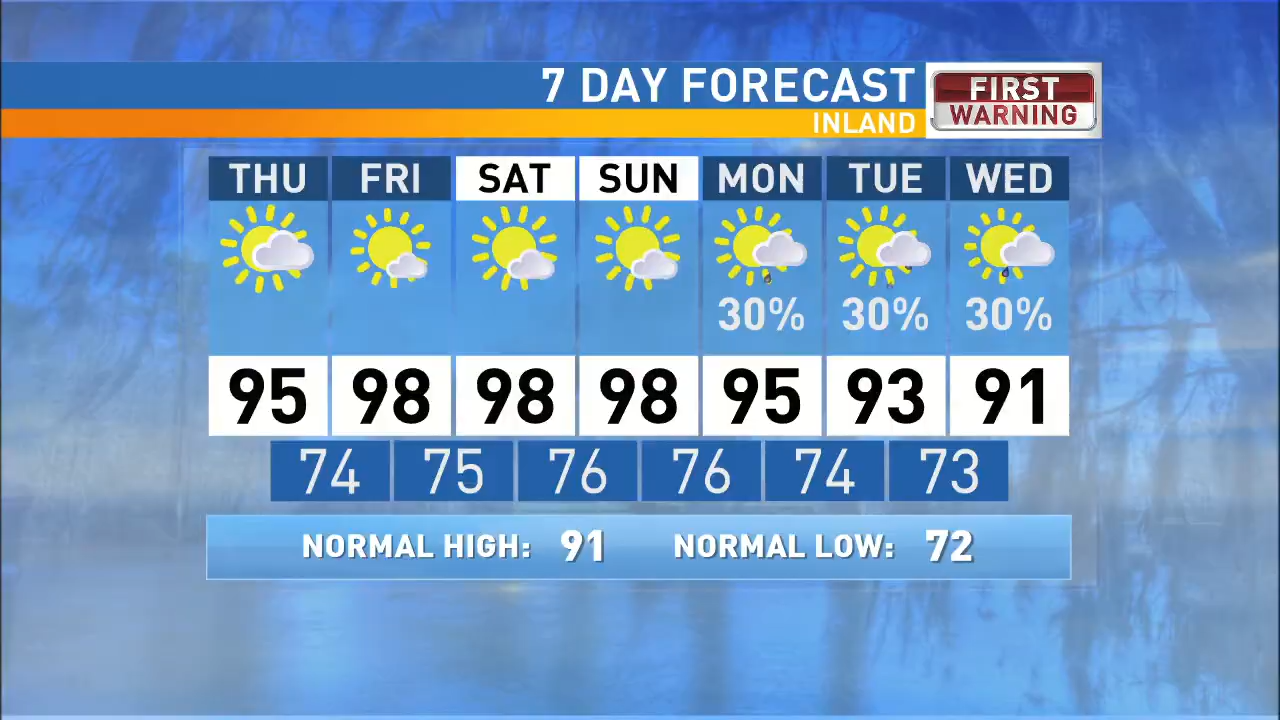 7 DAY FORECAST
INLAND
FIRST
WARNING
THU FRI SAT SUN MON TUE WED
30% 30% 30%
95 98 98 98 95 93 91
74 75 76 76 74 73
NORMAL HIGH: 91 NORMAL LOW: 72